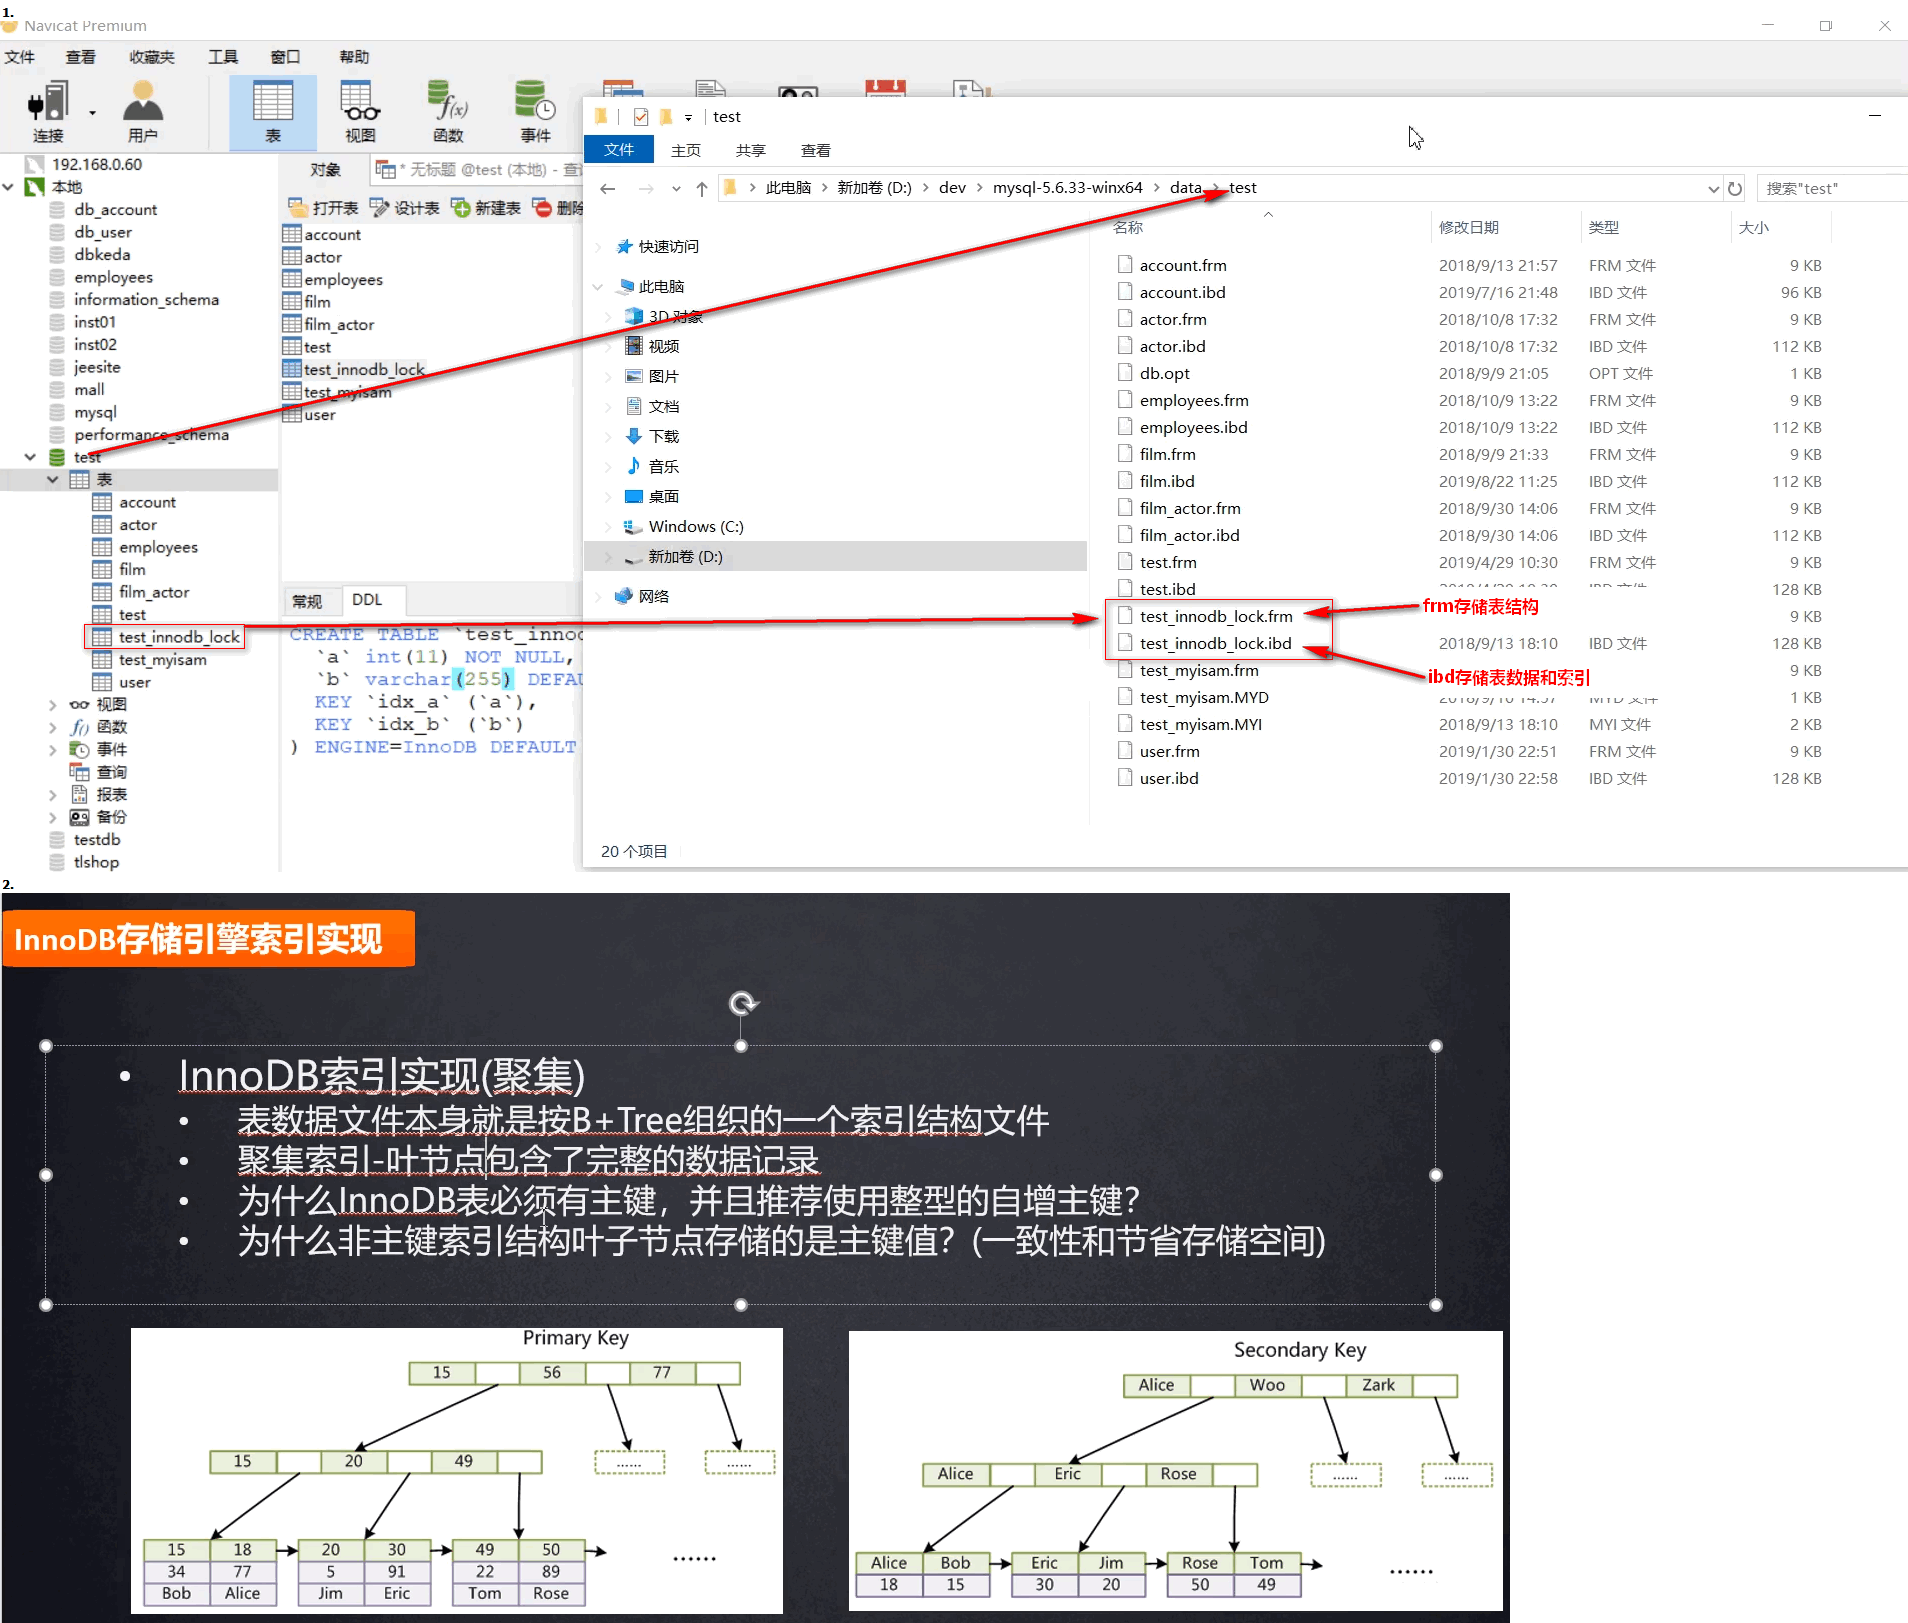 1.
Navicat Premium
文件 查看 收藏夹 工具 窗口 帮助
连接 用户 表 视图 f(x) 函数 事件
192.168.0.60
本地
db_account
db_user
dbkeda
employees
information_schema
inst01
inst02
jeesite
mall
mysql
performance_schema
test
表
account
actor
employees
film
film_actor
test
test_innodb_lock
test_myisam
user
视图
f() 函数
事件
查询
报表
备份
testdb
tlshop
对象 * 无标题 @test (本地) - 查
打开表 设计表 新建表 删除
account
actor
employees
film
film_actor
test
test_innodb_lock
test_myisam
user
常规 DDL
CREATE TABLE `test_innod
`a` int(11) NOT NULL,
`b` varchar(255) DEFAU
KEY `idx_a` (`a`),
KEY `idx_b` (`b`)
) ENGINE=InnoDB DEFAULT
test
文件 主页 共享 查看
此电脑 > 新加卷 (D:) > dev > mysql-5.6.33-winx64 > data > test
搜索"test"
快速访问
此电脑
3D 对象
视频
图片
文档
下载
音乐
桌面
Windows (C:)
新加卷 (D:)
网络
名称 修改日期 类型 大小
account.frm 2018/9/13 21:57 FRM 文件 9 KB
account.ibd 2019/7/16 21:48 IBD 文件 96 KB
actor.frm 2018/10/8 17:32 FRM 文件 9 KB
actor.ibd 2018/10/8 17:32 IBD 文件 112 KB
db.opt 2018/9/9 21:05 OPT 文件 1 KB
employees.frm 2018/10/9 13:22 FRM 文件 9 KB
employees.ibd 2018/10/9 13:22 IBD 文件 112 KB
film.frm 2018/9/9 21:33 FRM 文件 9 KB
film.ibd 2019/8/22 11:25 IBD 文件 112 KB
film_actor.frm 2018/9/30 14:06 FRM 文件 9 KB
film_actor.ibd 2018/9/30 14:06 IBD 文件 112 KB
test.frm 2019/4/29 10:30 FRM 文件 9 KB
test.ibd 128 KB
test_innodb_lock.frm frm存储表结构 9 KB
test_innodb_lock.ibd 2018/9/13 18:10 IBD 文件 128 KB
test_myisam.frm ibd存储表数据和索引 9 KB
test_myisam.MYD 1 KB
test_myisam.MYI 2018/9/13 18:10 MYI 文件 2 KB
user.frm 2019/1/30 22:51 FRM 文件 9 KB
user.ibd 2019/1/30 22:58 IBD 文件 128 KB
20 个项目
2.
InnoDB存储引擎索引实现
• InnoDB索引实现(聚集)
• 表数据文件本身就是按B+Tree组织的一个索引结构文件
• 聚集索引-叶节点包含了完整的数据记录
• 为什么InnoDB表必须有主键，并且推荐使用整型的自增主键？
• 为什么非主键索引结构叶子节点存储的是主键值？(一致性和节省存储空间)
Primary Key
15 56 77
15 20 49 ...... ......
15 18 20 30 49 50
34 77 5 91 22 89 ......
Bob Alice Jim Eric Tom Rose
Secondary Key
Alice Woo Zark
Alice Eric Rose ...... ......
Alice Bob Eric Jim Rose Tom ......
18 15 30 20 50 49